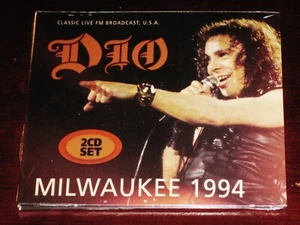 CLASSIC LIVE FM BROADCAST, U.S.A.
DIO
2CD
SET
MILWAUKEE 1994